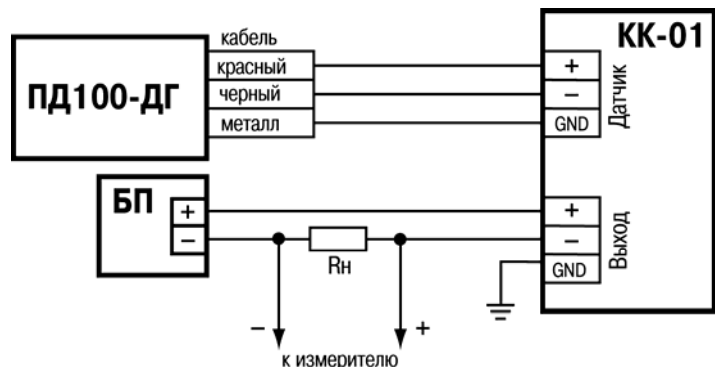 кабель
КК-01
ПД100-ДГ
красный
+
черный
–
металл
GND
Датчик
БП
+
–
Rн
+
–
GND
Выход
–
+
к измерителю